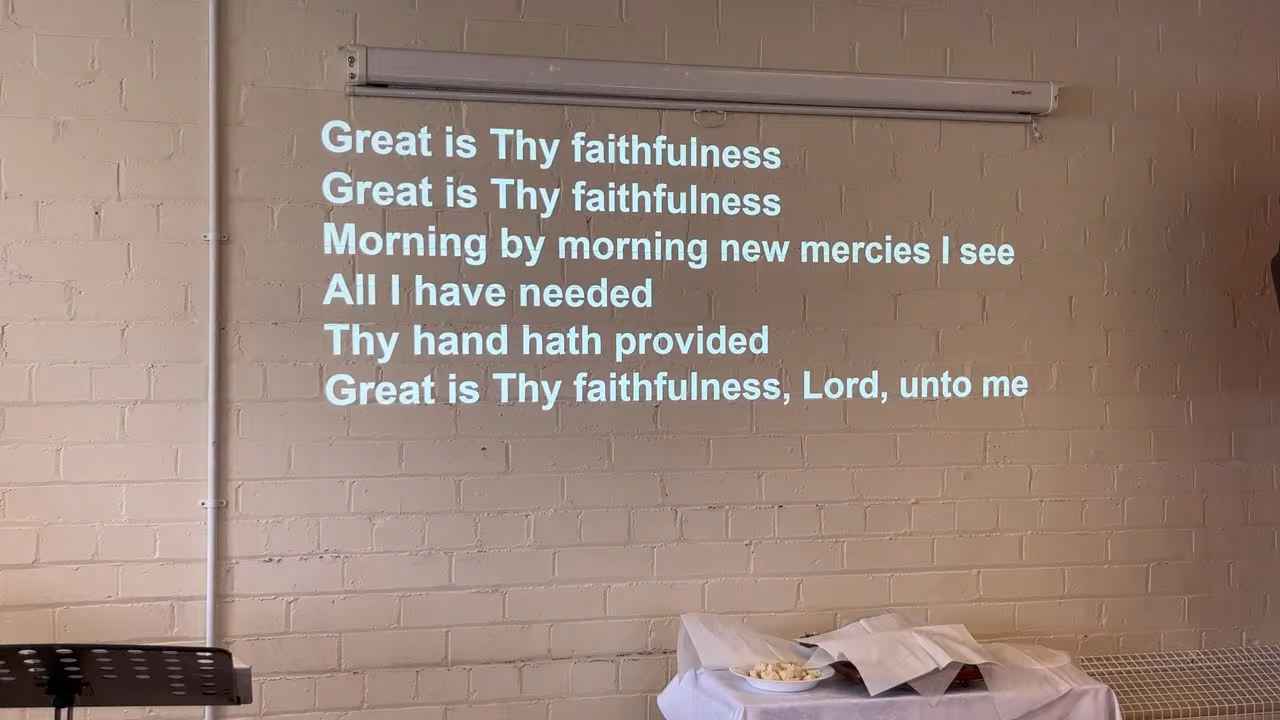 Great is Thy faithfulness
Great is Thy faithfulness
Morning by morning new mercies I see
All I have needed
Thy hand hath provided
Great is Thy faithfulness, Lord, unto me